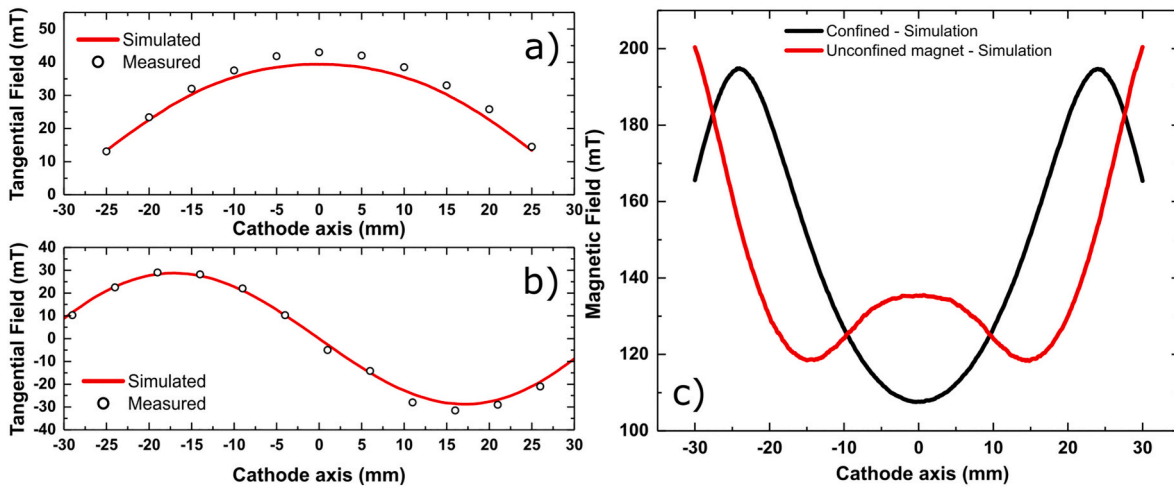 a)
Tangential Field (mT)
50
40
30
20
10
0
Simulated
Measured
-30 -25 -20 -15 -10 -5 0 5 10 15 20 25 30
Cathode axis (mm)
b)
Tangential Field (mT)
40
30
20
10
0
-10
-20
-30
-40
Simulated
Measured
-30 -25 -20 -15 -10 -5 0 5 10 15 20 25 30
Cathode axis (mm)
c)
Magnetic Field (mT)
200
180
160
140
120
100
Confined - Simulation
Unconfined magnet - Simulation
-30 -20 -10 0 10 20 30
Cathode axis (mm)